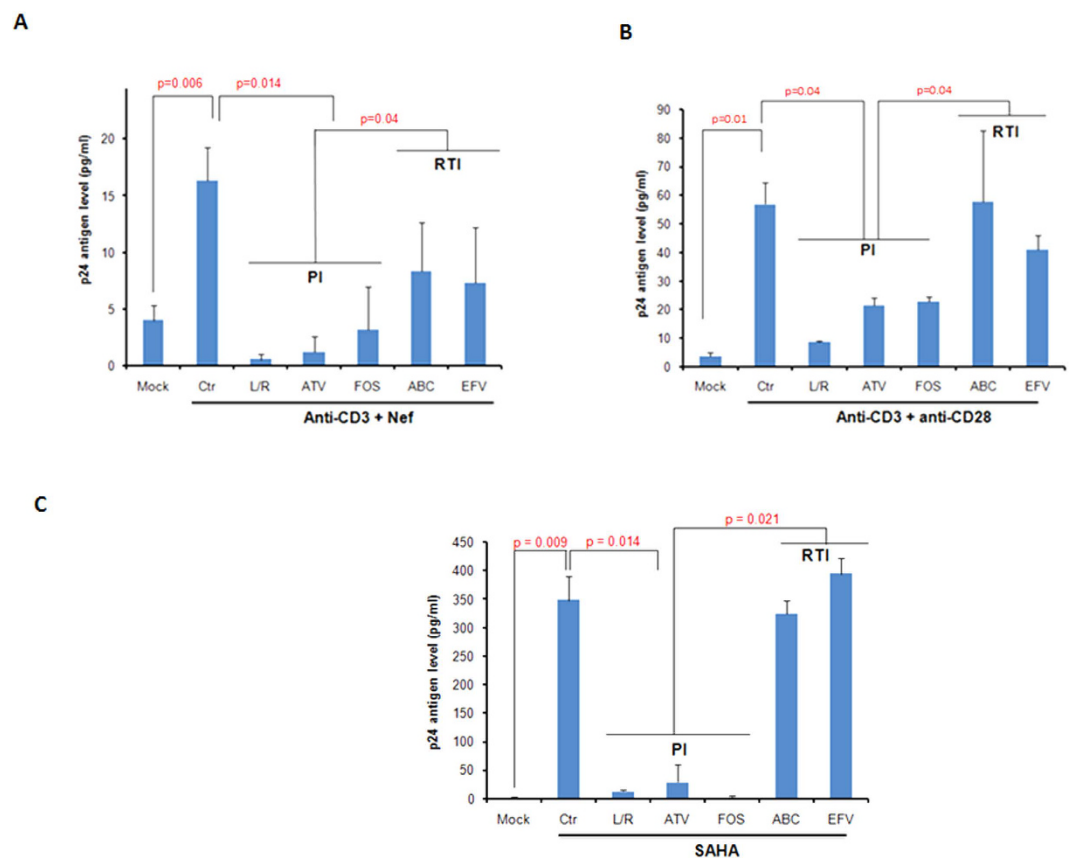 A
p=0.006 p=0.014
p=0.04
RTI
PI
p24 antigen level (pg/ml)
20
15
10
5
0
Mock Ctr L/R ATV FOS ABC EFV
Anti-CD3 + Nef
B
p=0.04 p=0.04
p=0.01
RTI
PI
p24 antigen level (pg/ml)
90
80
70
60
50
40
30
20
10
0
Mock Ctr L/R ATV FOS ABC EFV
Anti-CD3 + anti-CD28
C
p = 0.021
p = 0.009 p = 0.014
RTI
PI
p24 antigen level (pg/ml)
450
400
350
300
250
200
150
100
50
0
Mock Ctr L/R ATV FOS ABC EFV
SAHA